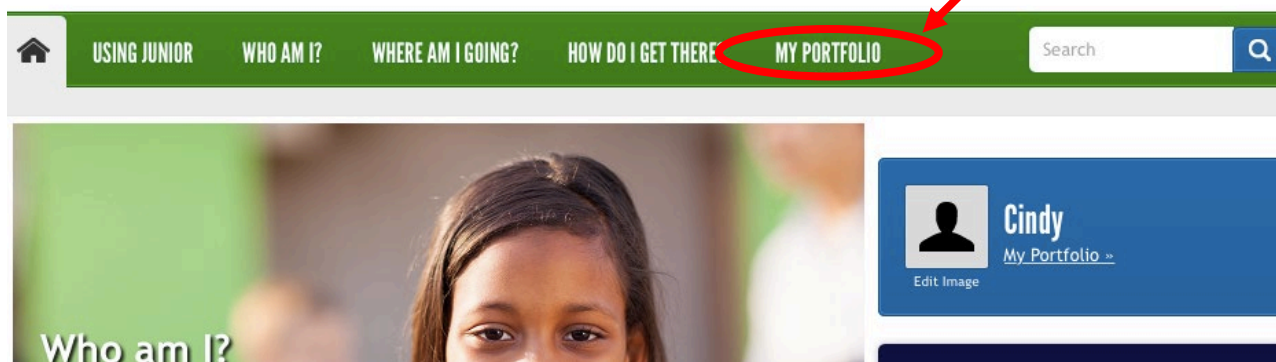 USING JUNIOR WHO AM I? WHERE AM I GOING? HOW DO I GET THERE? MY PORTFOLIO Search
Cindy
My Portfolio »
Edit Image
Who am I?